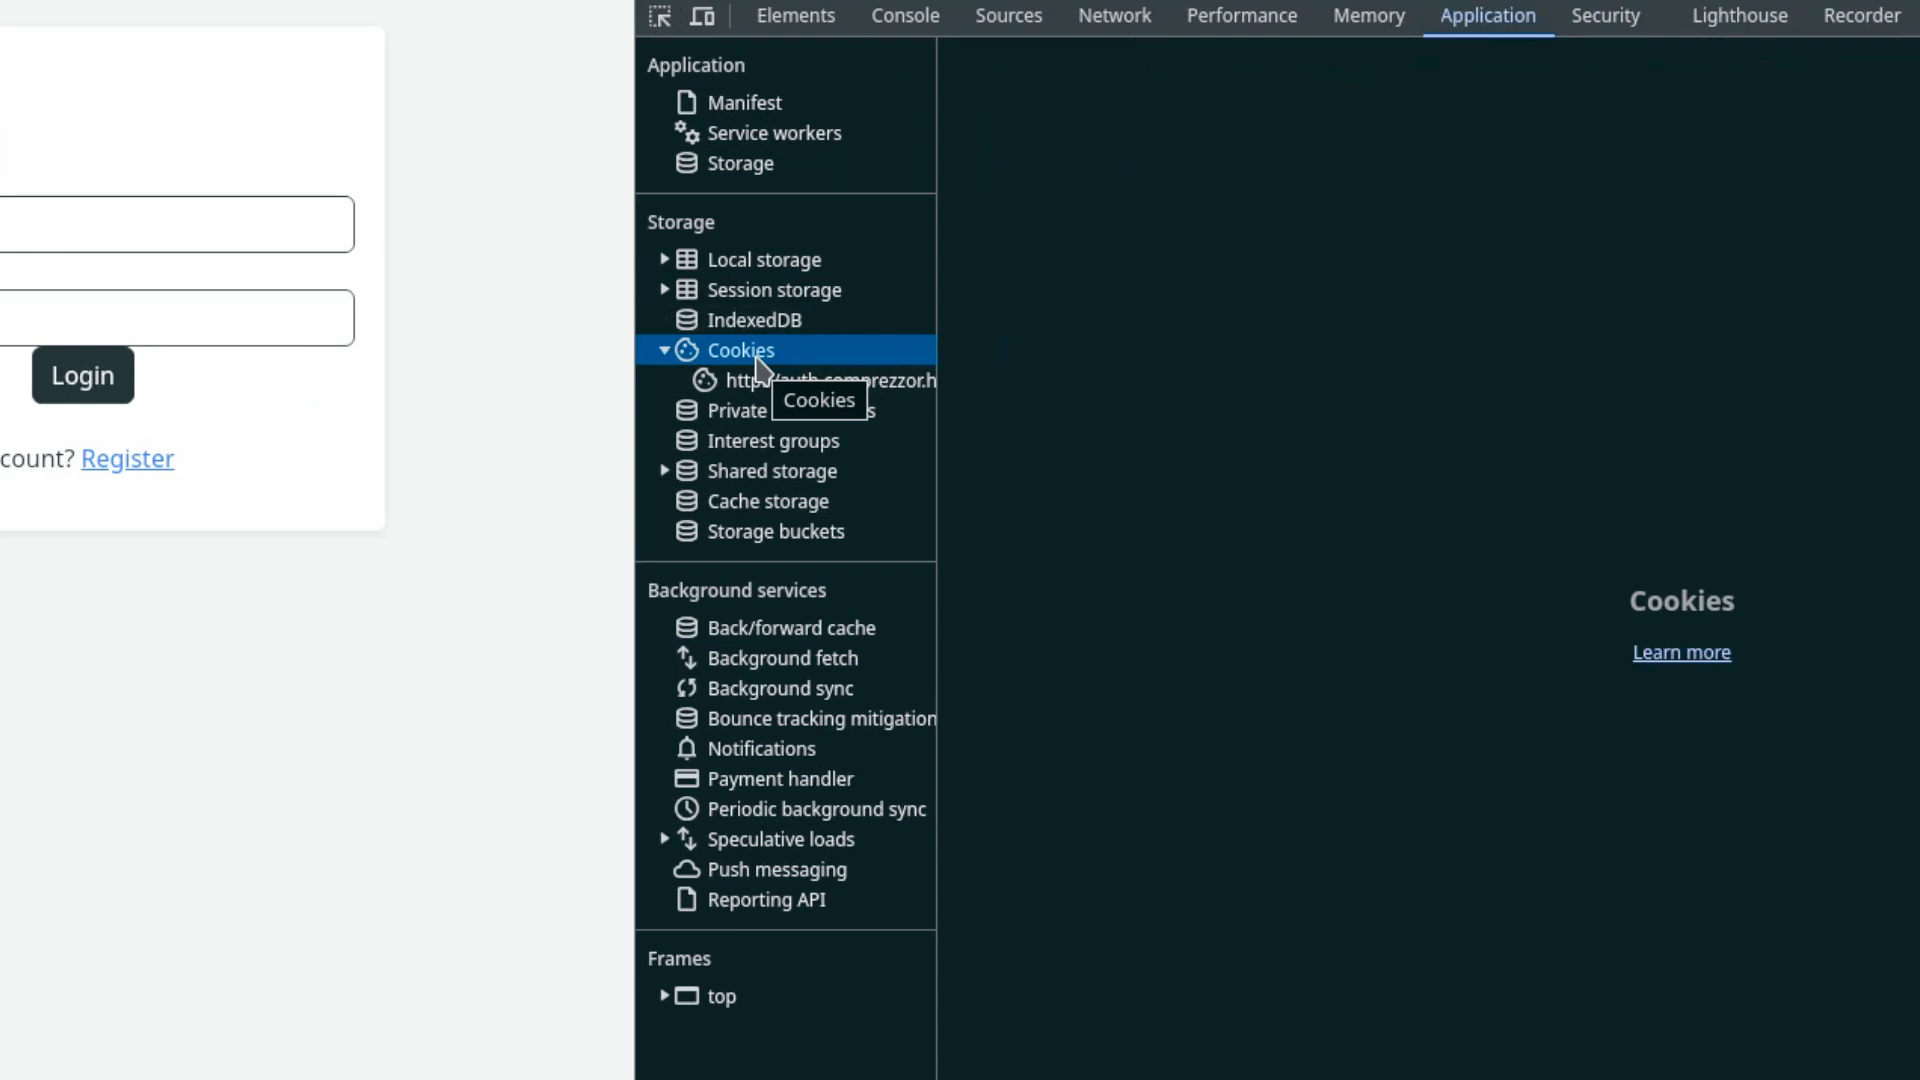 Elements Console Sources Network Performance Memory Application Security Lighthouse Recorder
Login
count? Register
Application
Manifest
Service workers
Storage
Storage
Local storage
Session storage
IndexedDB
Cookies
http://auth.comprezzor.h
Private
Cookies
Interest groups
Shared storage
Cache storage
Storage buckets
Background services
Back/forward cache
Background fetch
Background sync
Bounce tracking mitigation
Notifications
Payment handler
Periodic background sync
Speculative loads
Push messaging
Reporting API
Frames
top
Cookies
Learn more